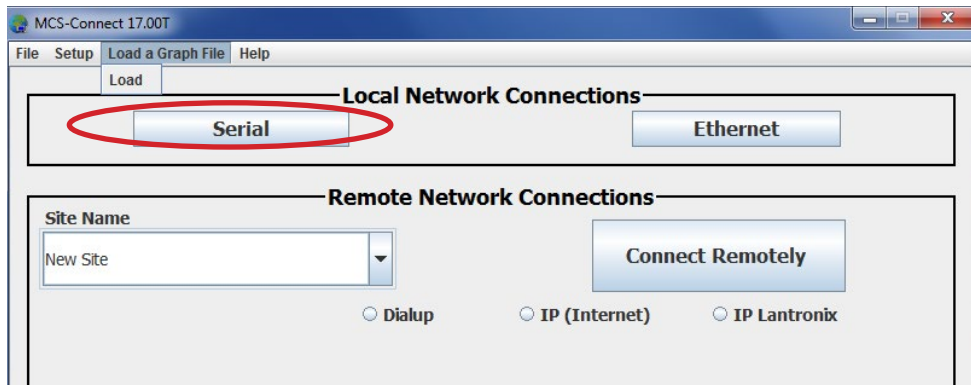 MCS-Connect 17.00T
File Setup Load a Graph File Help
Load
Local Network Connections
Serial Ethernet
Remote Network Connections
Site Name
New Site
Connect Remotely
Dialup IP (Internet) IP Lantronix